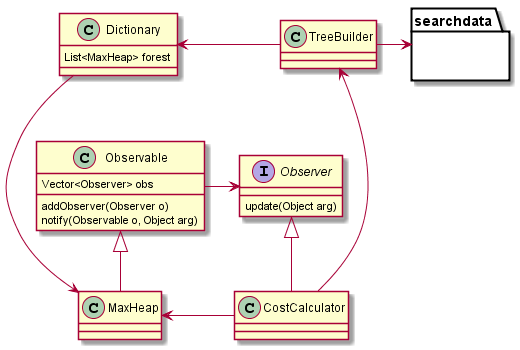 C Dictionary
List<MaxHeap> forest
C TreeBuilder
searchdata
C Observable
Vector<Observer> obs
addObserver(Observer o)
notify(Observable o, Object arg)
I Observer
update(Object arg)
C MaxHeap
C CostCalculator